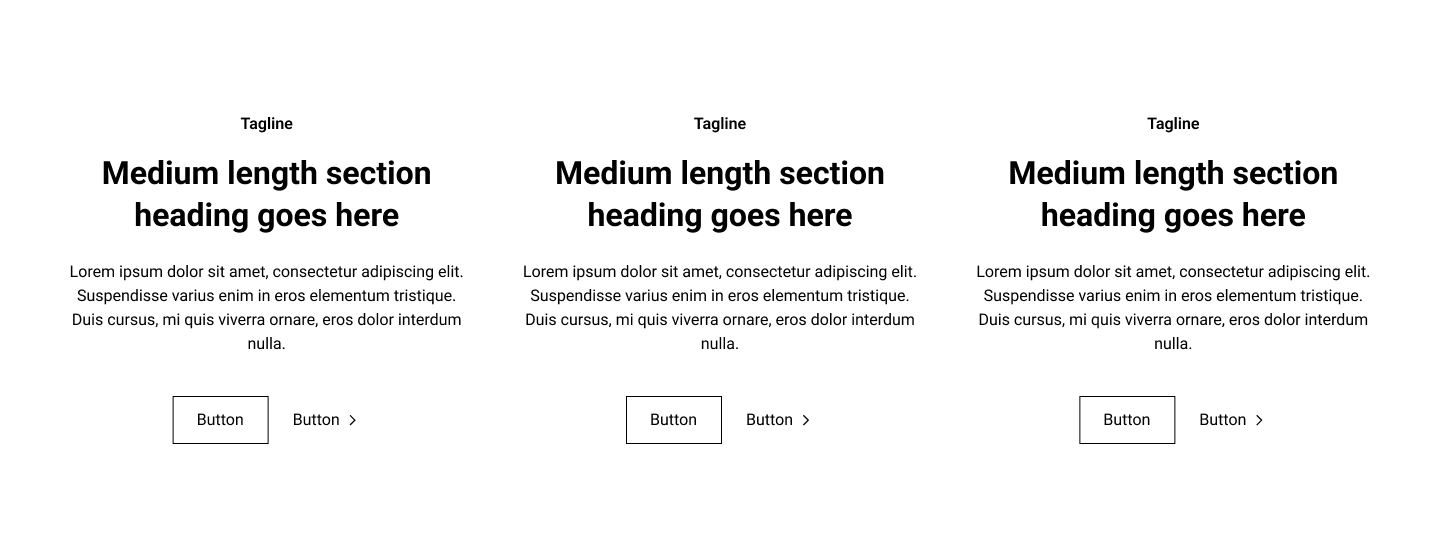 Tagline
Medium length section
heading goes here
Lorem ipsum dolor sit amet, consectetur adipiscing elit.
Suspendisse varius enim in eros elementum tristique.
Duis cursus, mi quis viverra ornare, eros dolor interdum
nulla.
Button
Button
Tagline
Medium length section
heading goes here
Lorem ipsum dolor sit amet, consectetur adipiscing elit.
Suspendisse varius enim in eros elementum tristique.
Duis cursus, mi quis viverra ornare, eros dolor interdum
nulla.
Button
Button
Tagline
Medium length section
heading goes here
Lorem ipsum dolor sit amet, consectetur adipiscing elit.
Suspendisse varius enim in eros elementum tristique.
Duis cursus, mi quis viverra ornare, eros dolor interdum
nulla.
Button
Button